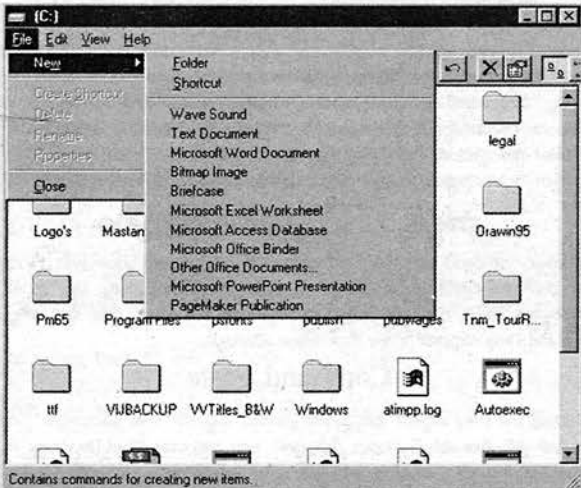 (C:)
File Edit View Help
New
Create Shortcut
Delete
Rename
Properties
Close
Folder
Shortcut
Wave Sound
Text Document
Microsoft Word Document
Bitmap Image
Briefcase
Microsoft Excel Worksheet
Microsoft Access Database
Microsoft Office Binder
Other Office Documents...
Microsoft PowerPoint Presentation
PageMaker Publication
legal
Logo's Mastan
Pm65 Program Files psfonts publish pubwages Tnm_TourR...
ttf VIJBACKUP VVTitles_B&W Windows atimpp.log Autoexec
Contains commands for creating new items.